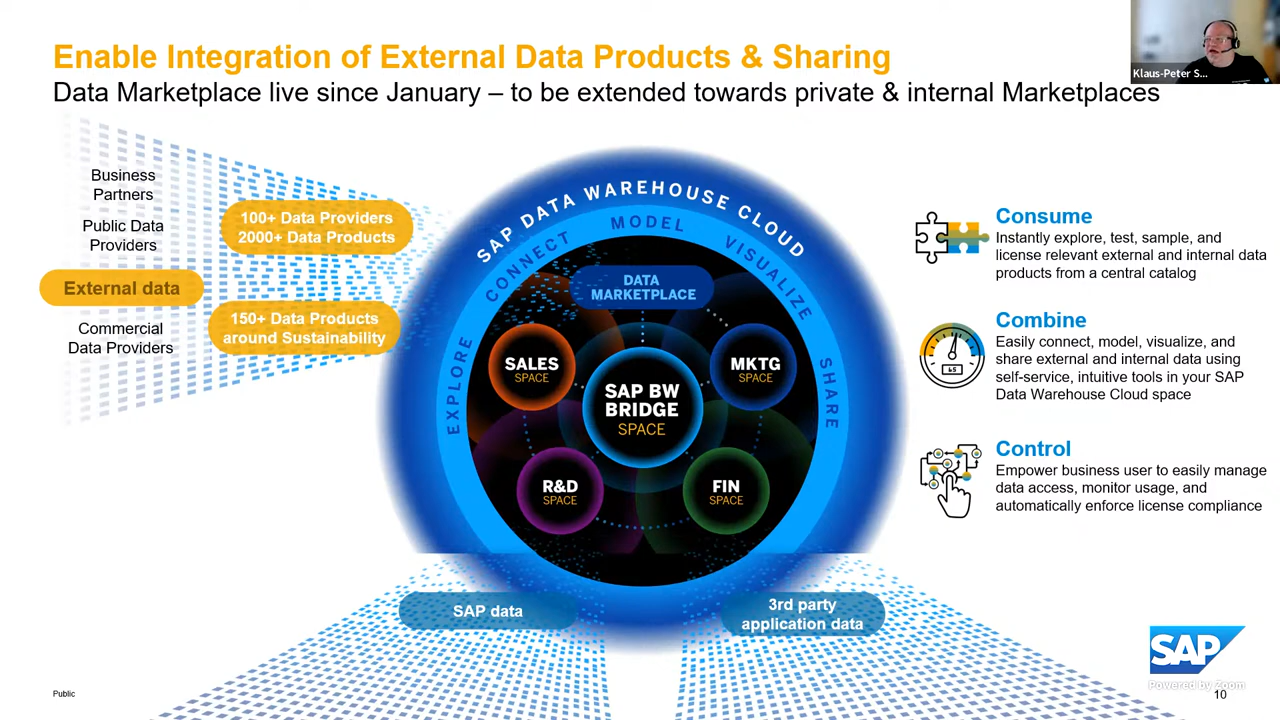 Enable Integration of External Data Products & Sharing
Data Marketplace live since January – to be extended towards private & internal Marketplaces
Klaus-Peter S...
Business
Partners
Public Data
Providers
External data
Commercial
Data Providers
100+ Data Providers
2000+ Data Products
150+ Data Products
around Sustainability
SAP DATA WAREHOUSE CLOUD
EXPLORE CONNECT MODEL VISUALIZE SHARE
DATA
MARKETPLACE
SALES
SPACE
MKTG
SPACE
SAP BW
BRIDGE
SPACE
R&D
SPACE
FIN
SPACE
SAP data
3rd party
application data
Consume
Instantly explore, test, sample, and
license relevant external and internal data
products from a central catalog
Combine
45
Easily connect, model, visualize, and
share external and internal data using
self-service, intuitive tools in your SAP
Data Warehouse Cloud space
Control
Empower business user to easily manage
data access, monitor usage, and
automatically enforce license compliance
SAP
Powered by Zoom
Public
10